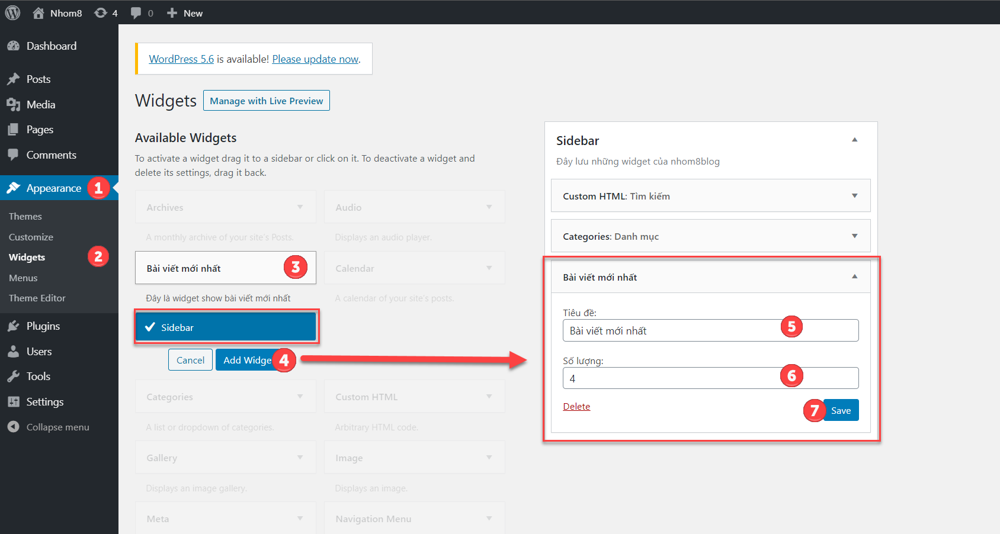 Nhom8 4 0 New
Dashboard
Posts
Media
Pages
Comments
Appearance 1
Themes
Customize
Widgets 2
Menus
Theme Editor
Plugins
Users
Tools
Settings
Collapse menu
WordPress 5.6 is available! Please update now.
Widgets Manage with Live Preview
Available Widgets
To activate a widget drag it to a sidebar or click on it. To deactivate a widget and
delete its settings, drag it back.
Archives Audio
A monthly archive of your site's Posts. Displays an audio player.
Bài viết mới nhất 3 Calendar
Đây là widget show bài viết mới nhất A calendar of your site's posts.
Sidebar
Cancel Add Widge 4
Categories Custom HTML
A list or dropdown of categories. Arbitrary HTML code.
Gallery Image
Displays an image gallery. Displays an image.
Meta Navigation Menu
Sidebar
Đây lưu những widget của nhom8blog
Custom HTML: Tìm kiếm
Categories: Danh mục
Bài viết mới nhất
Tiêu đề:
Bài viết mới nhất 5
Số lượng:
4 6
Delete 7 Save